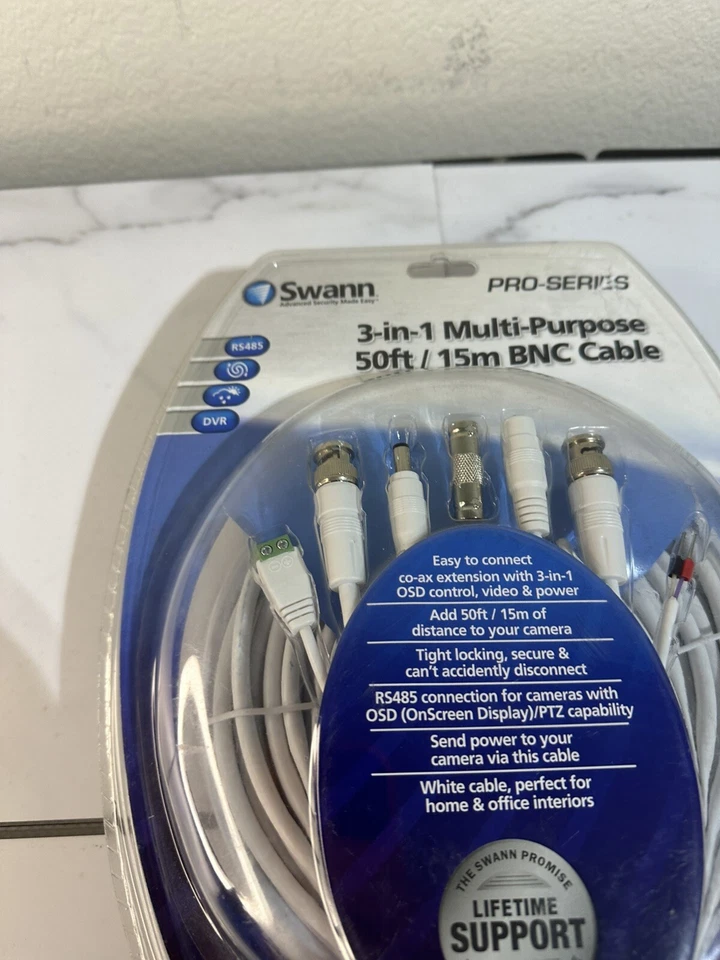 Swann
Advanced Security Made Easy
PRO-SERIES
3-in-1 Multi-Purpose
50ft / 15m BNC Cable
RS485
DVR
Easy to connect
co-ax extension with 3-in-1
OSD control, video & power
Add 50ft / 15m of
distance to your camera
Tight locking, secure &
can't accidently disconnect
RS485 connection for cameras with
OSD (OnScreen Display)/PTZ capability
Send power to your
camera via this cable
White cable, perfect for
home & office interiors
THE SWANN PROMISE
LIFETIME
SUPPORT